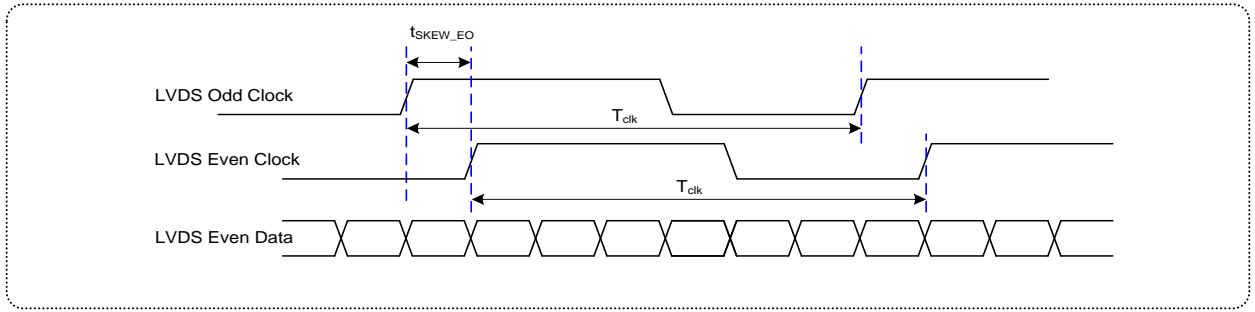 tSKEW_EO
LVDS Odd Clock
Tclk
LVDS Even Clock
Tclk
LVDS Even Data